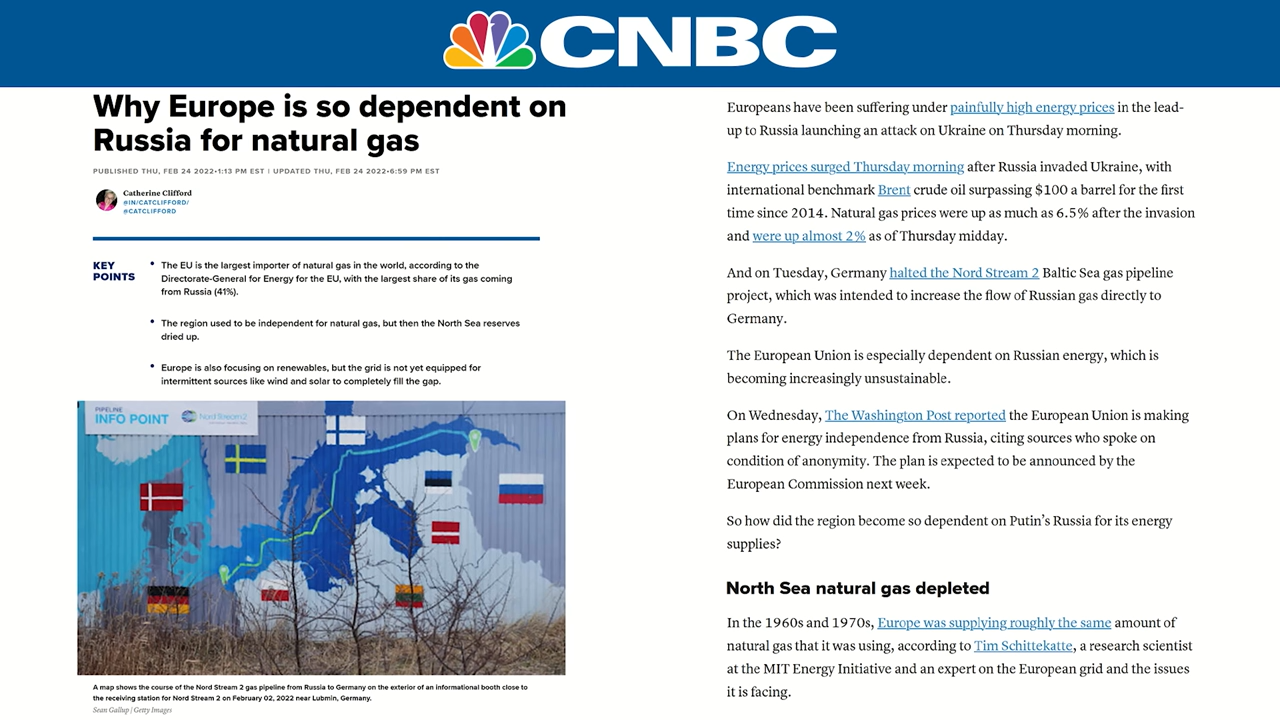 CNBC
Why Europe is so dependent on
Russia for natural gas
PUBLISHED THU, FEB 24 2022•1:13 PM EST | UPDATED THU, FEB 24 2022•6:59 PM EST
Catherine Clifford
@IN/CATCLIFFORD/
@CATCLIFFORD
KEY
POINTS
• The EU is the largest importer of natural gas in the world, according to the
Directorate-General for Energy for the EU, with the largest share of its gas coming
from Russia (41%).
• The region used to be independent for natural gas, but then the North Sea reserves
dried up.
• Europe is also focusing on renewables, but the grid is not yet equipped for
intermittent sources like wind and solar to completely fill the gap.
PIPELINE
INFO POINT
Nord Stream 2
A map shows the course of the Nord Stream 2 gas pipeline from Russia to Germany on the exterior of an informational booth close to
the receiving station for Nord Stream 2 on February 02, 2022 near Lubmin, Germany.
Sean Gallup | Getty Images
Europeans have been suffering under painfully high energy prices in the lead-
up to Russia launching an attack on Ukraine on Thursday morning.
Energy prices surged Thursday morning after Russia invaded Ukraine, with
international benchmark Brent crude oil surpassing $100 a barrel for the first
time since 2014. Natural gas prices were up as much as 6.5% after the invasion
and were up almost 2% as of Thursday midday.
And on Tuesday, Germany halted the Nord Stream 2 Baltic Sea gas pipeline
project, which was intended to increase the flow of Russian gas directly to
Germany.
The European Union is especially dependent on Russian energy, which is
becoming increasingly unsustainable.
On Wednesday, The Washington Post reported the European Union is making
plans for energy independence from Russia, citing sources who spoke on
condition of anonymity. The plan is expected to be announced by the
European Commission next week.
So how did the region become so dependent on Putin's Russia for its energy
supplies?
North Sea natural gas depleted
In the 1960s and 1970s, Europe was supplying roughly the same amount of
natural gas that it was using, according to Tim Schittekatte, a research scientist
at the MIT Energy Initiative and an expert on the European grid and the issues
it is facing.